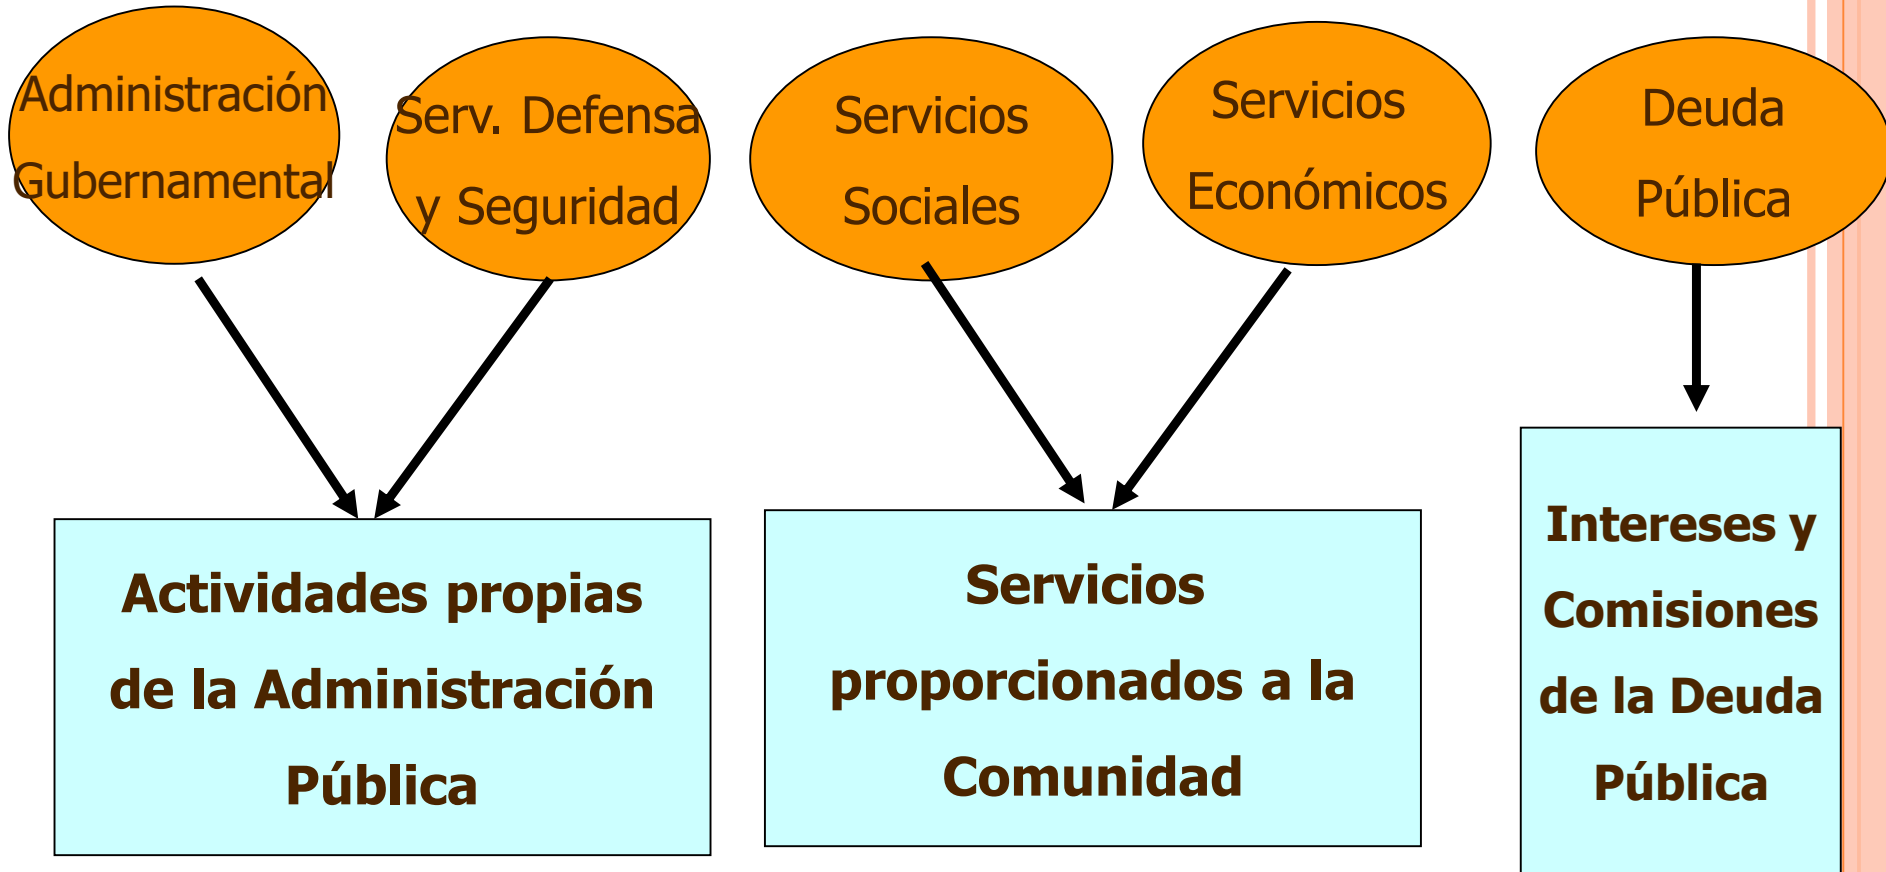 Administración
Gubernamental
Serv. Defensa
y Seguridad
Servicios
Sociales
Servicios
Económicos
Deuda
Pública
Actividades propias
de la Administración
Pública
Servicios
proporcionados a la
Comunidad
Intereses y
Comisiones
de la Deuda
Pública